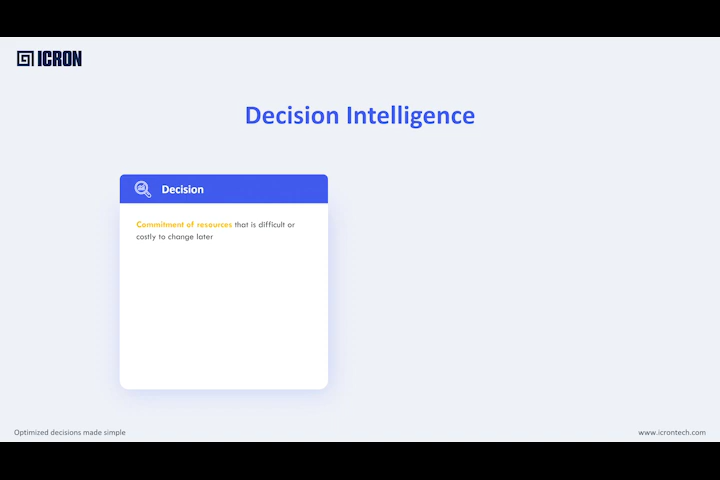 ICRON
Decision Intelligence
Decision
Commitment of resources that is difficult or
costly to change later
Optimized decisions made simple
www.icrontech.com